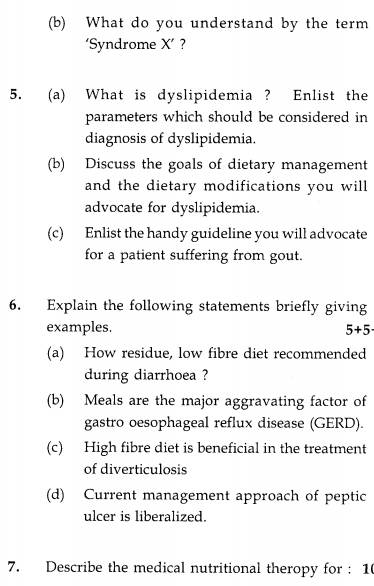 (b) What do you understand by the term
'Syndrome X' ?
5. (a) What is dyslipidemia ? Enlist the
parameters which should be considered in
diagnosis of dyslipidemia.
(b) Discuss the goals of dietary management
and the dietary modifications you will
advocate for dyslipidemia.
(c) Enlist the handy guideline you will advocate
for a patient suffering from gout.
6. Explain the following statements briefly giving
examples. 5+5-
(a) How residue, low fibre diet recommended
during diarrhoea ?
(b) Meals are the major aggravating factor of
gastro oesophageal reflux disease (GERD).
(c) High fibre diet is beneficial in the treatment
of diverticulosis
(d) Current management approach of peptic
ulcer is liberalized.
7. Describe the medical nutritional theropy for : 10